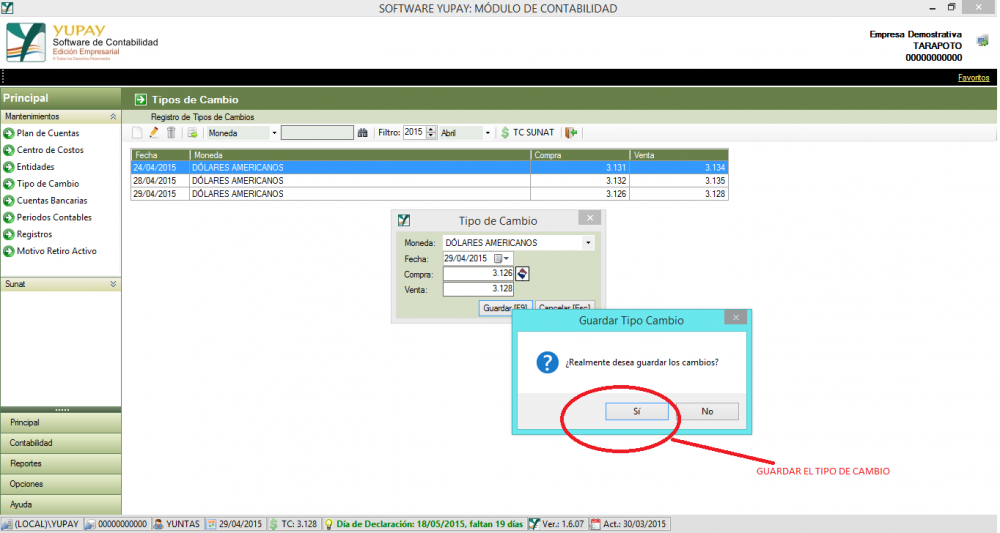 SOFTWARE YUPAY: MÓDULO DE CONTABILIDAD
YUPAY
Software de Contabilidad
Edición Empresarial
© Todos los Derechos Reservados
Empresa Demostrativa
TARAPOTO
00000000000
Favoritos
Principal
Tipos de Cambio
Mantenimientos
Registro de Tipos de Cambios
Moneda
Filtro: 2015
Abril
TC SUNAT
Plan de Cuentas
Centro de Costos
Entidades
Tipo de Cambio
Cuentas Bancarias
Periodos Contables
Registros
Motivo Retiro Activo
Sunat
Fecha Moneda Compra Venta
24/04/2015 DÓLARES AMERICANOS 3.131 3.134
28/04/2015 DÓLARES AMERICANOS 3.132 3.135
29/04/2015 DÓLARES AMERICANOS 3.126 3.128
Tipo de Cambio
Moneda: DÓLARES AMERICANOS
Fecha: 29/04/2015
Compra: 3.126
Venta: 3.128
Guardar [F9] Cancelar [Esc]
Guardar Tipo Cambio
¿Realmente desea guardar los cambios?
Sí No
GUARDAR EL TIPO DE CAMBIO
Principal
Contabilidad
Reportes
Opciones
Ayuda
(LOCAL)\YUPAY 00000000000 YUNTAS 29/04/2015 TC: 3.128 Día de Declaración: 18/05/2015, faltan 19 días Ver.: 1.6.07 Act.: 30/03/2015